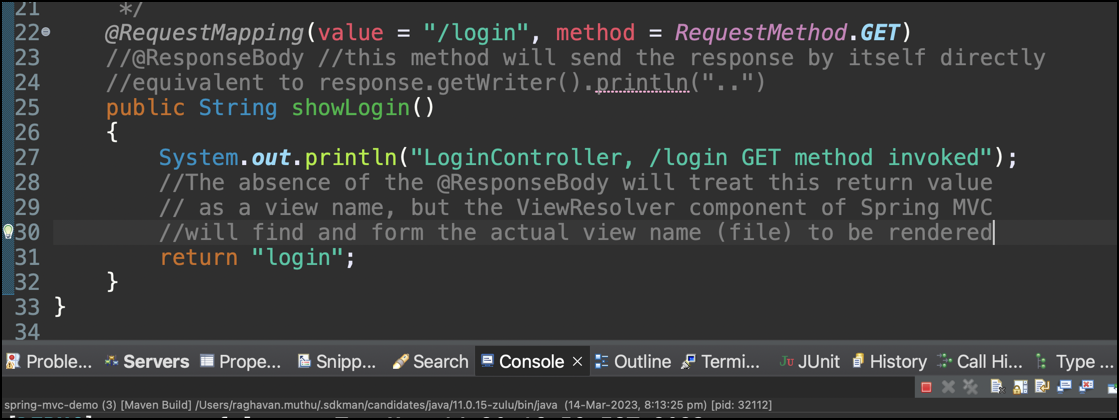 21 */
22 @RequestMapping(value = "/login", method = RequestMethod.GET)
23 //@ResponseBody //this method will send the response by itself directly
24 //equivalent to response.getWriter().println("..")
25 public String showLogin()
26 {
27 System.out.println("LoginController, /login GET method invoked");
28 //The absence of the @ResponseBody will treat this return value
29 // as a view name, but the ViewResolver component of Spring MVC
30 //will find and form the actual view name (file) to be rendered
31 return "login";
32 }
33 }
34
Proble... Servers Prope... Snipp... Search Console × Outline Termi... JUnit History Call Hi... Type ...
spring-mvc-demo (3) [Maven Build] /Users/raghavan.muthu/.sdkman/candidates/java/11.0.15-zulu/bin/java (14-Mar-2023, 8:13:25 pm) [pid: 32112]